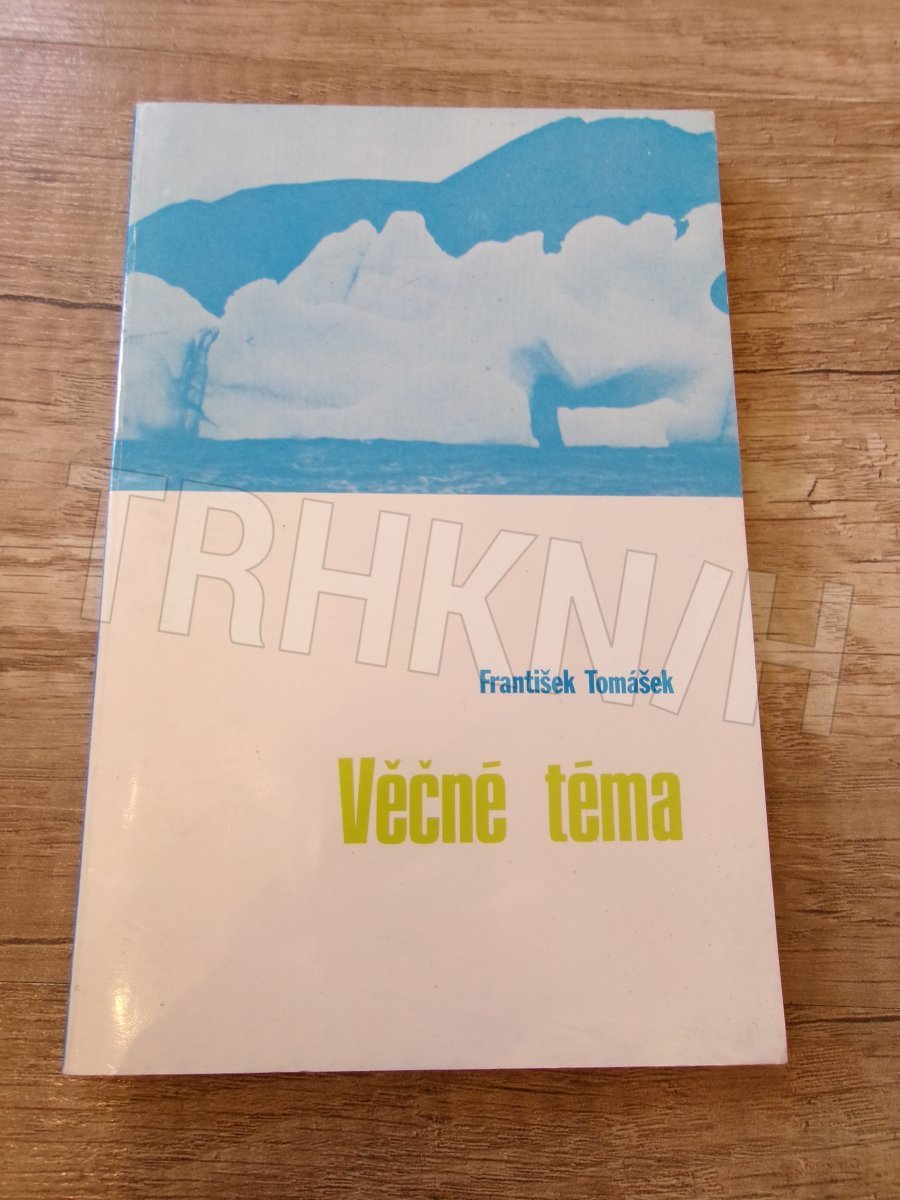 TRHKNIH
František Tomášek
Věčné téma